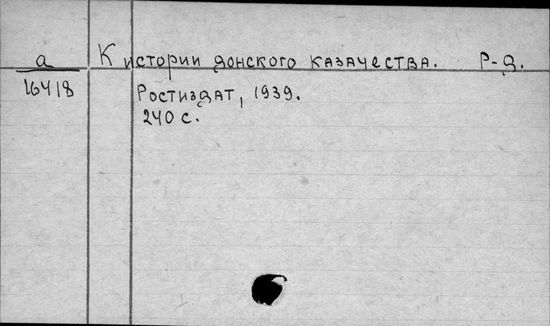 а К истории донского казачества. Р-Д.
16418 Ростиздат, 1939.
240 с.